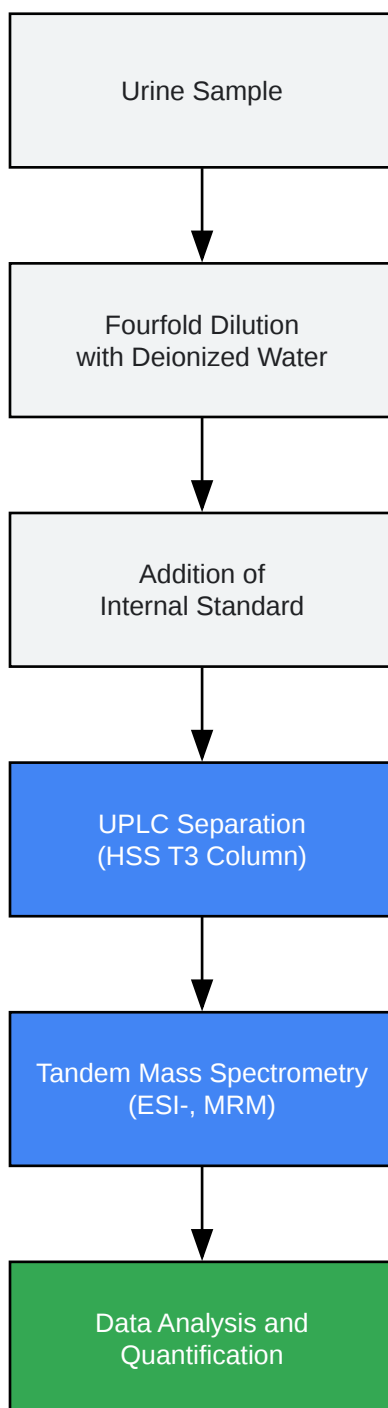 Urine Sample
Fourfold Dilution
with Deionized Water
Addition of
Internal Standard
UPLC Separation
(HSS T3 Column)
Tandem Mass Spectrometry
(ESI-, MRM)
Data Analysis and
Quantification